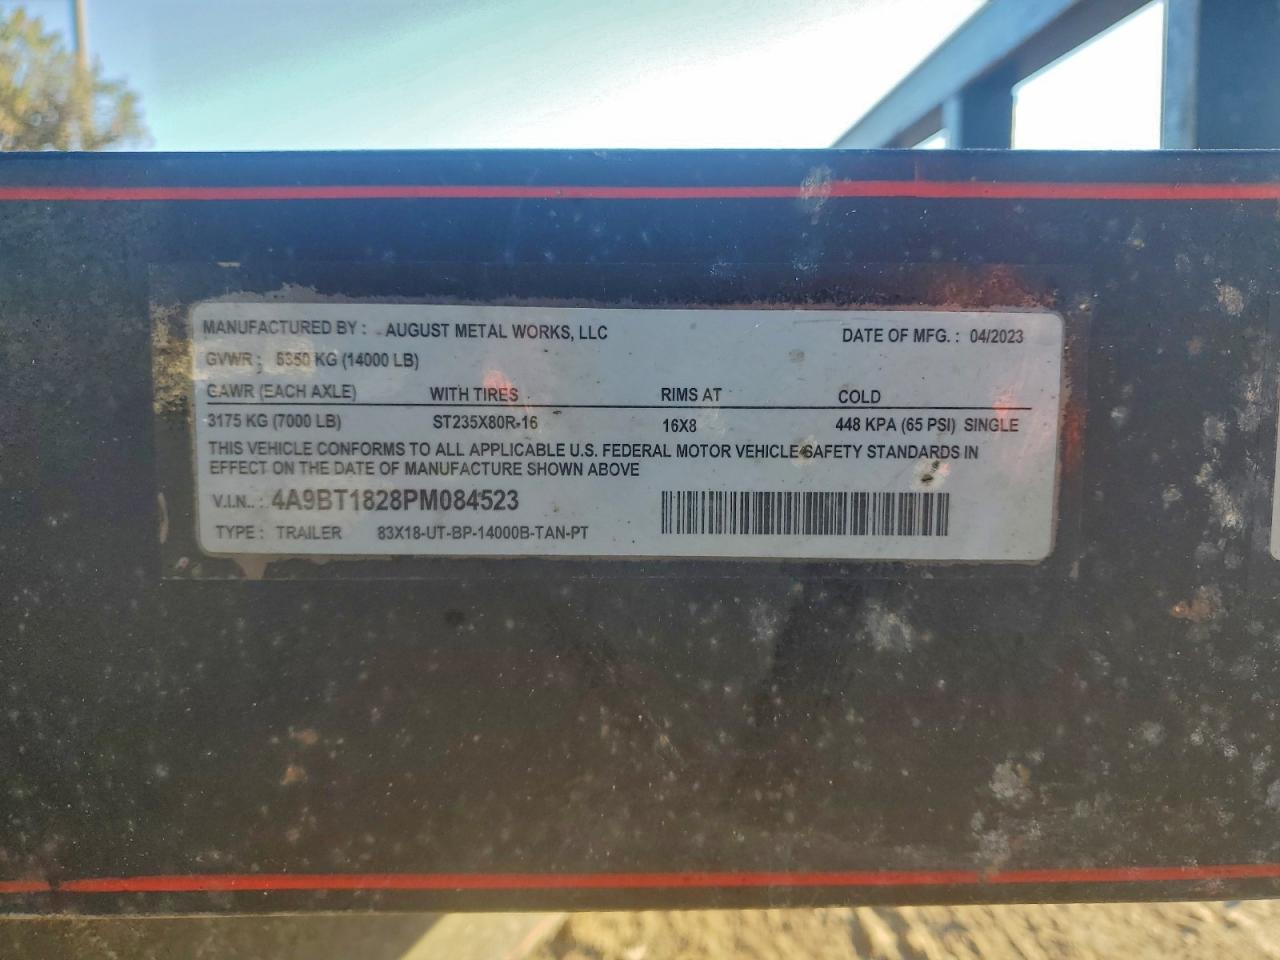 MANUFACTURED BY : AUGUST METAL WORKS, LLC DATE OF MFG. : 04/2023
GVWR : 6350 KG (14000 LB)
GAWR (EACH AXLE) WITH TIRES RIMS AT COLD
3175 KG (7000 LB) ST235X80R-16 16X8 448 KPA (65 PSI) SINGLE
THIS VEHICLE CONFORMS TO ALL APPLICABLE U.S. FEDERAL MOTOR VEHICLE SAFETY STANDARDS IN
EFFECT ON THE DATE OF MANUFACTURE SHOWN ABOVE
V.I.N.. : 4A9BT1828PM084523
TYPE : TRAILER 83X18-UT-BP-14000B-TAN-PT